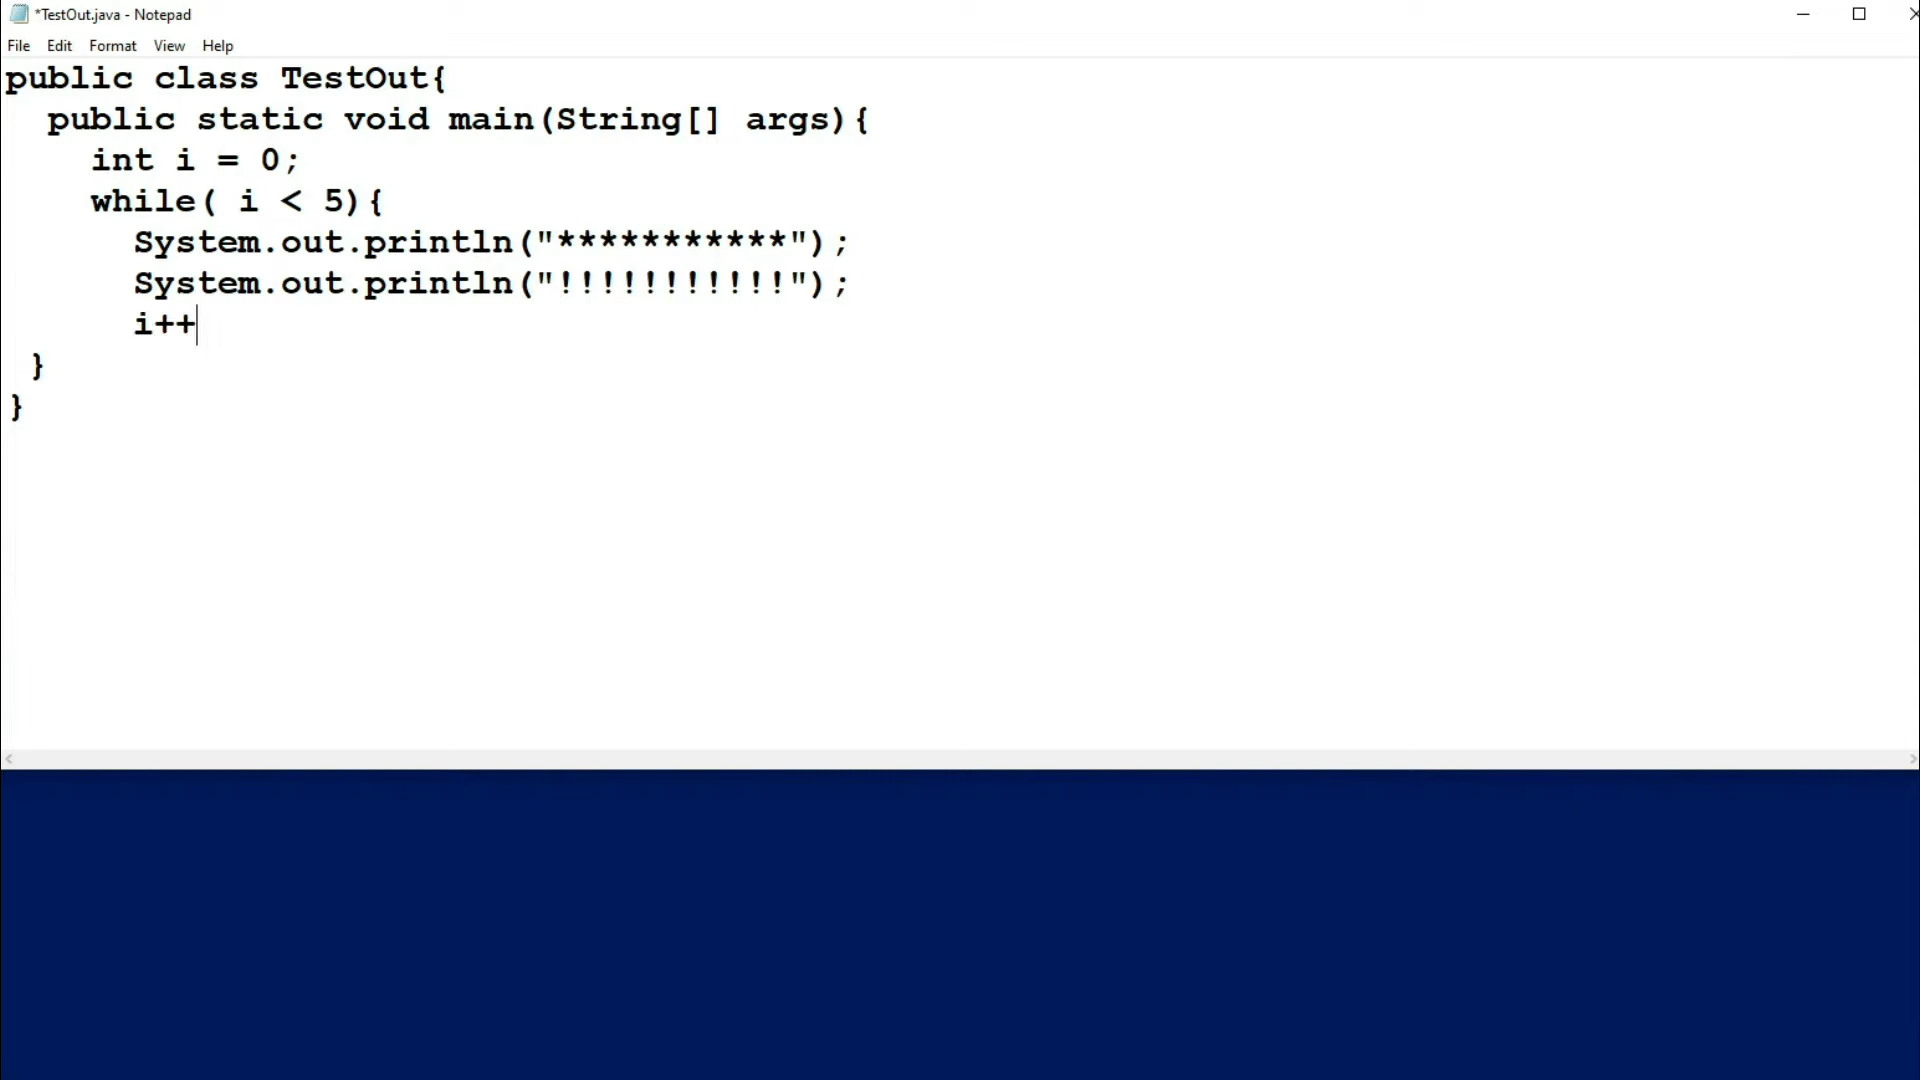 *TestOut.java - Notepad
File Edit Format View Help
public class TestOut{
  public static void main(String[] args){
    int i = 0;
    while( i < 5){
      System.out.println("***********");
      System.out.println("!!!!!!!!!!!");
      i++
 }
}